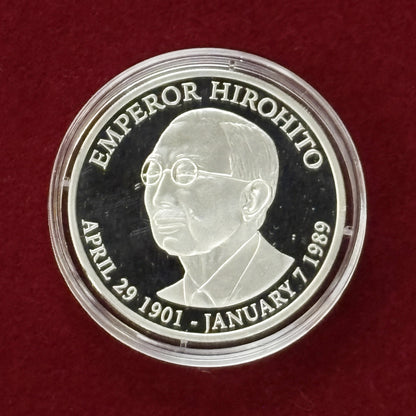 EMPEROR HIROHITO
APRIL 29 1901 - JANUARY 7 1989